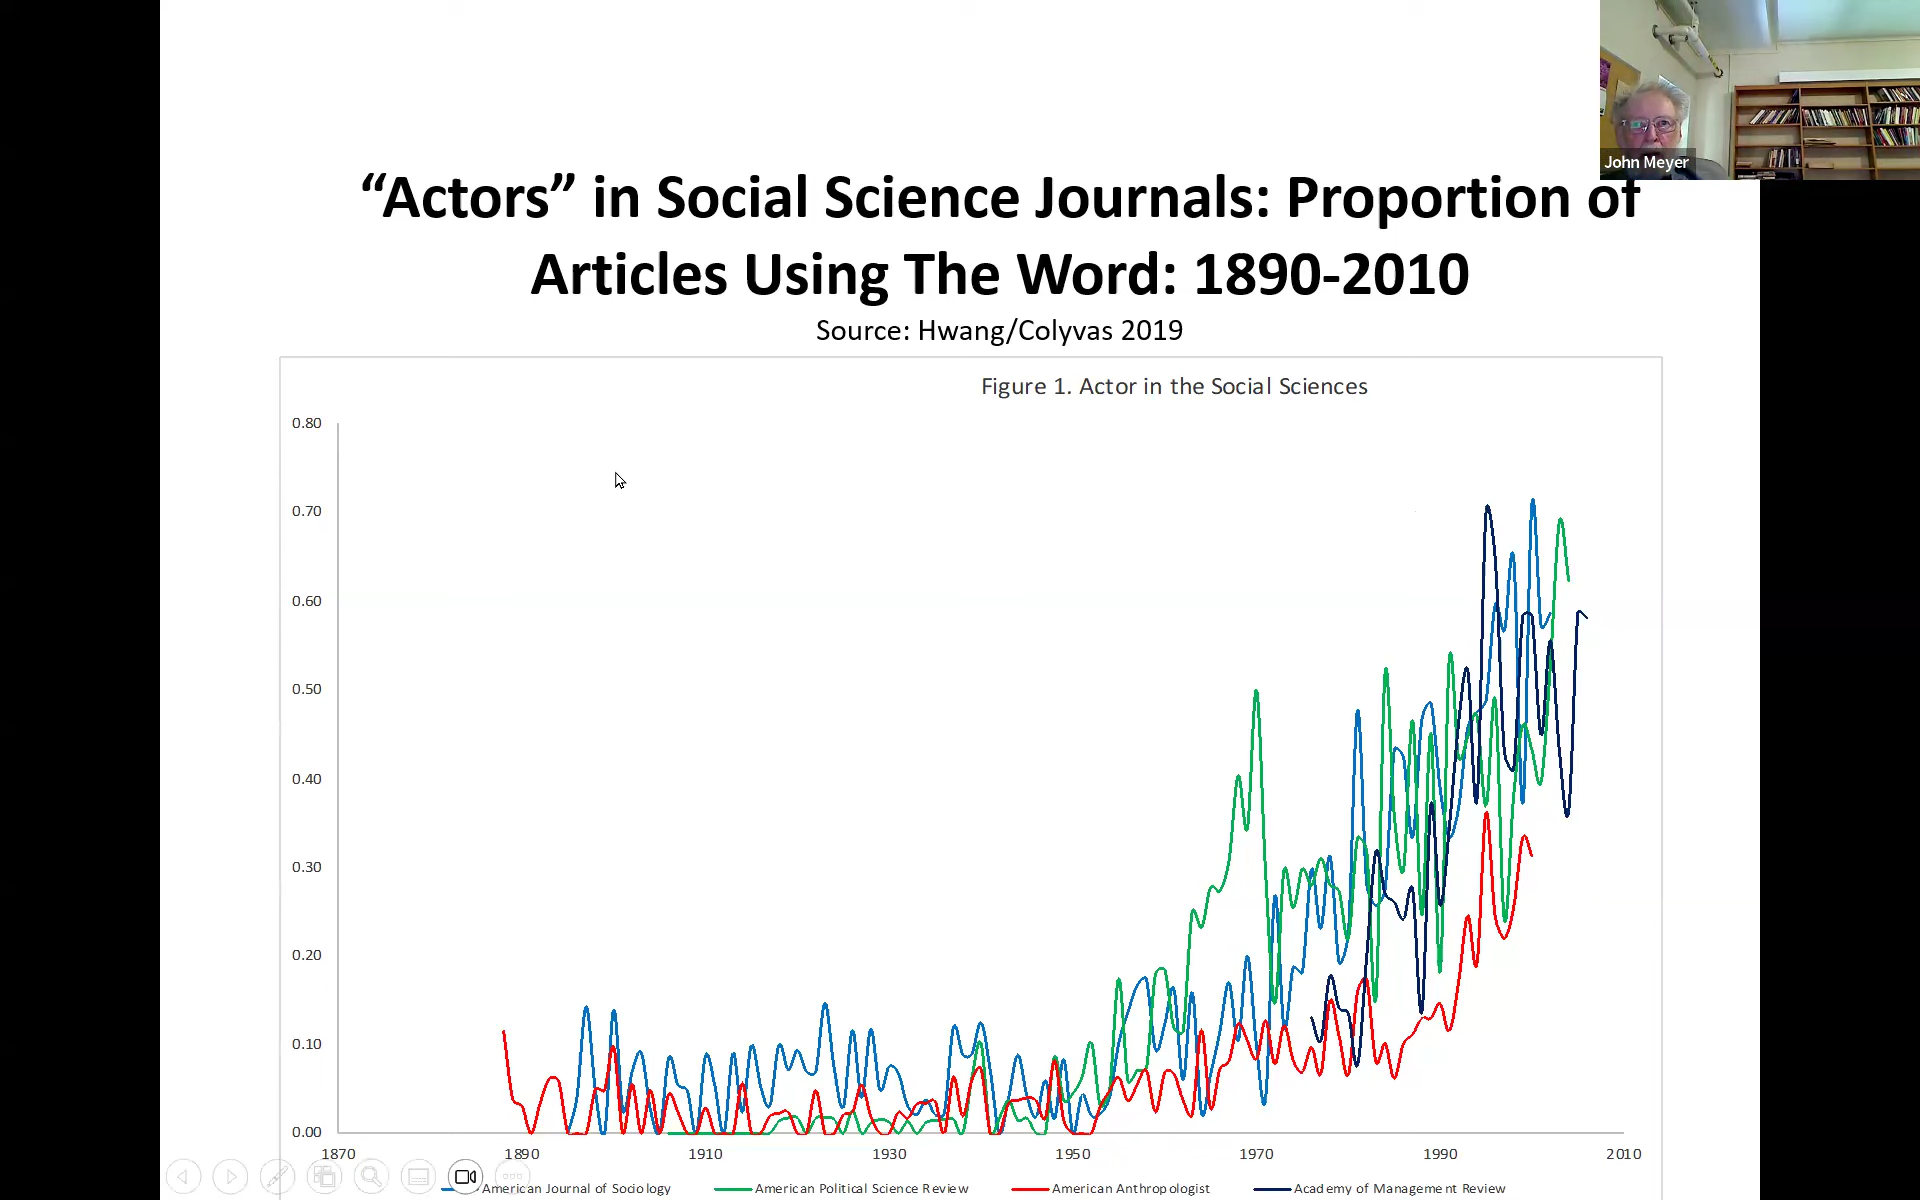 John Meyer
“Actors” in Social Science Journals: Proportion of
Articles Using The Word: 1890-2010
Source: Hwang/Colyvas 2019
Figure 1. Actor in the Social Sciences
0.80
0.70
0.60
0.50
0.40
0.30
0.20
0.10
0.00
1870 1890 1910 1930 1950 1970 1990 2010
American Journal of Sociology American Political Science Review American Anthropologist Academy of Management Review